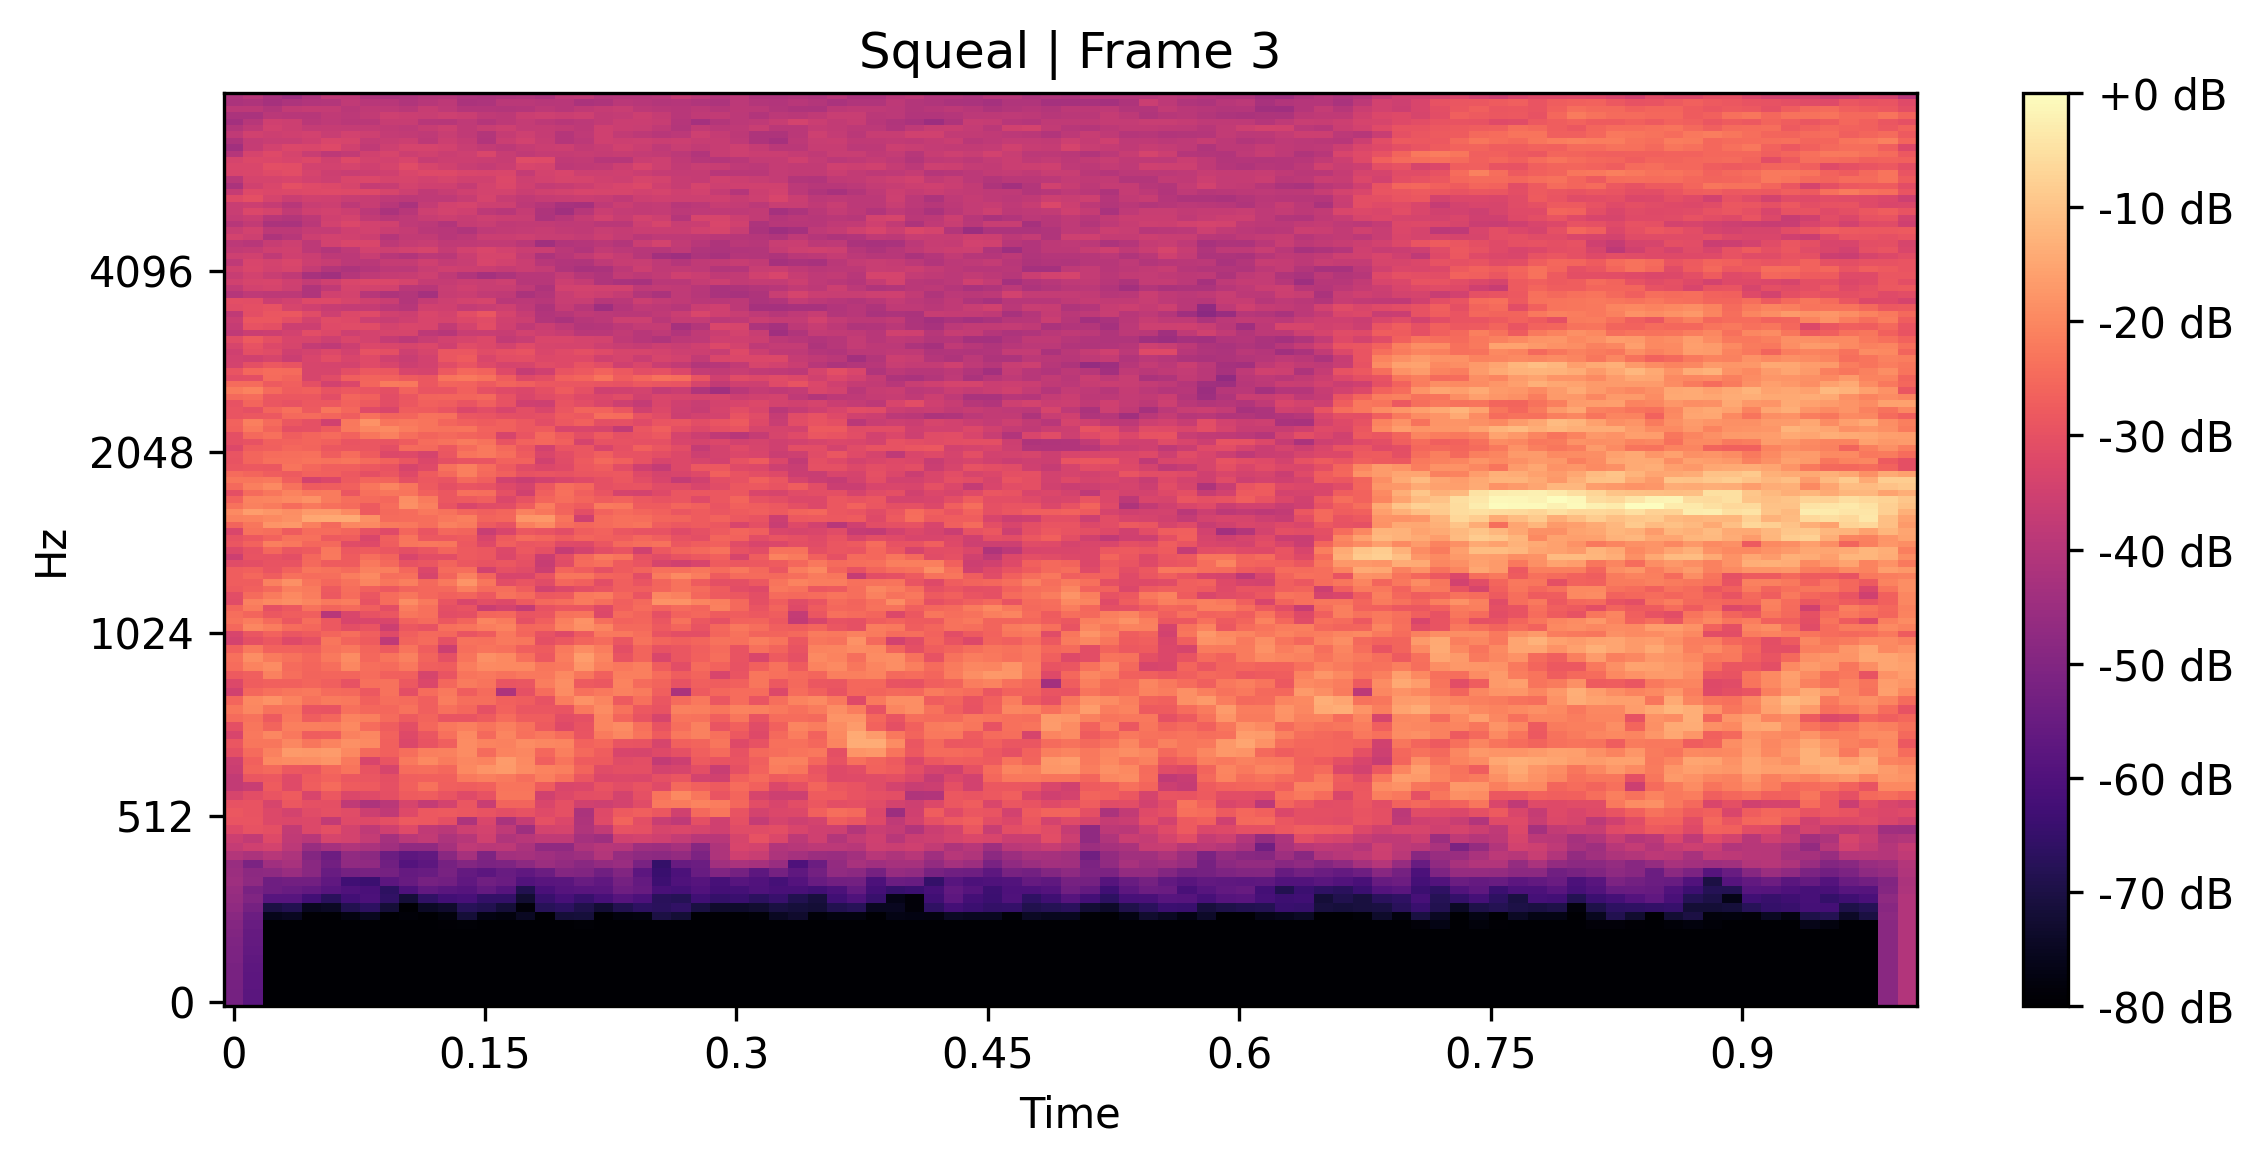 Squeal | Frame 3
+0 dB
-10 dB
-20 dB
-30 dB
-40 dB
-50 dB
-60 dB
-70 dB
-80 dB
Hz
4096
2048
1024
512
0
0 0.15 0.3 0.45 0.6 0.75 0.9
Time